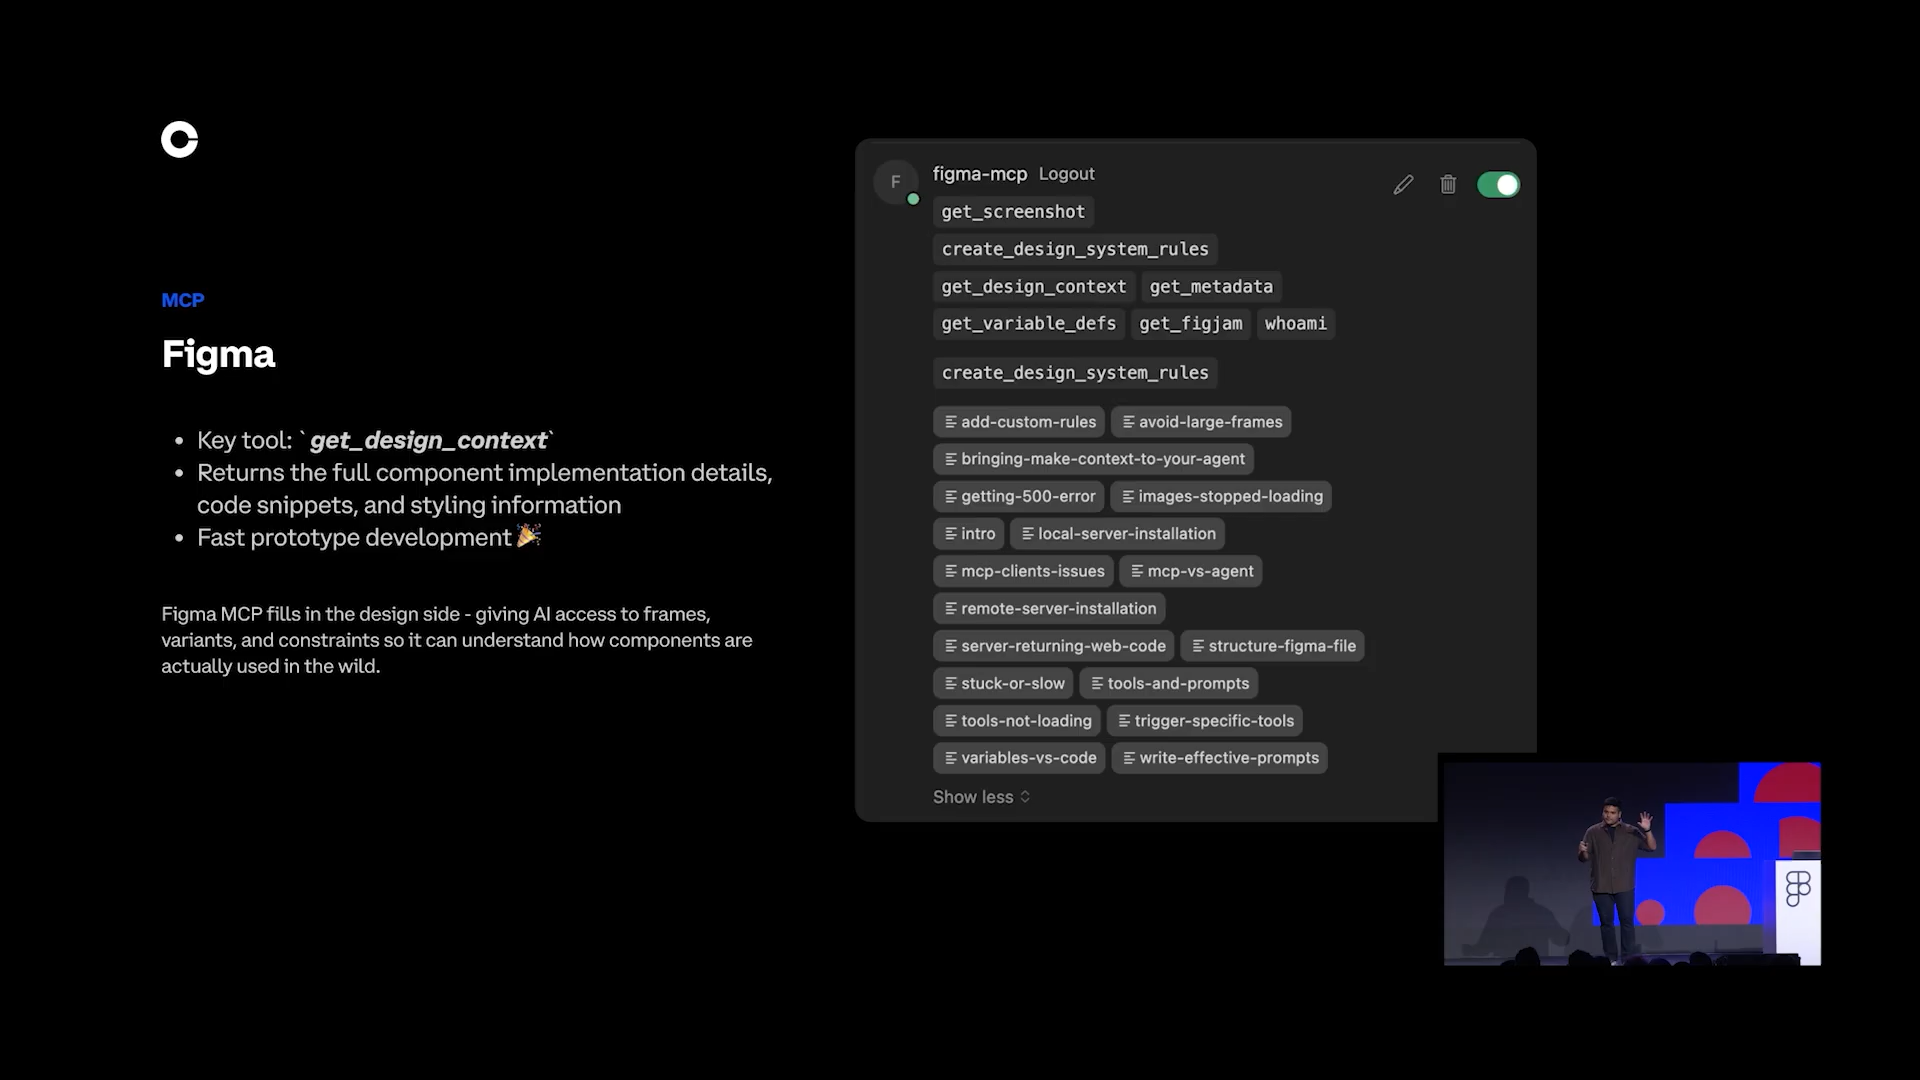 MCP
Figma
• Key tool: `get_design_context`
• Returns the full component implementation details,
code snippets, and styling information
• Fast prototype development🎉
Figma MCP fills in the design side - giving AI access to frames,
variants, and constraints so it can understand how components are
actually used in the wild.
F
figma-mcp Logout
get_screenshot
create_design_system_rules
get_design_context get_metadata
get_variable_defs get_figjam whoami
create_design_system_rules
add-custom-rules avoid-large-frames
bringing-make-context-to-your-agent
getting-500-error images-stopped-loading
intro local-server-installation
mcp-clients-issues mcp-vs-agent
remote-server-installation
server-returning-web-code structure-figma-file
stuck-or-slow tools-and-prompts
tools-not-loading trigger-specific-tools
variables-vs-code write-effective-prompts
Show less